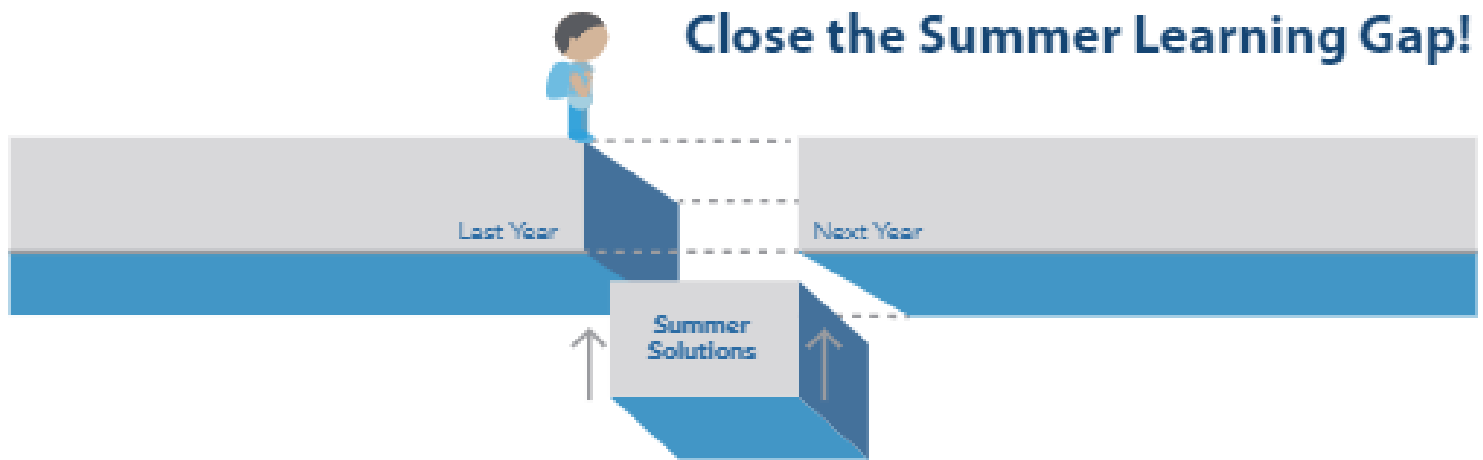 Close the Summer Learning Gap!
Last Year
Next Year
Summer
Solutions